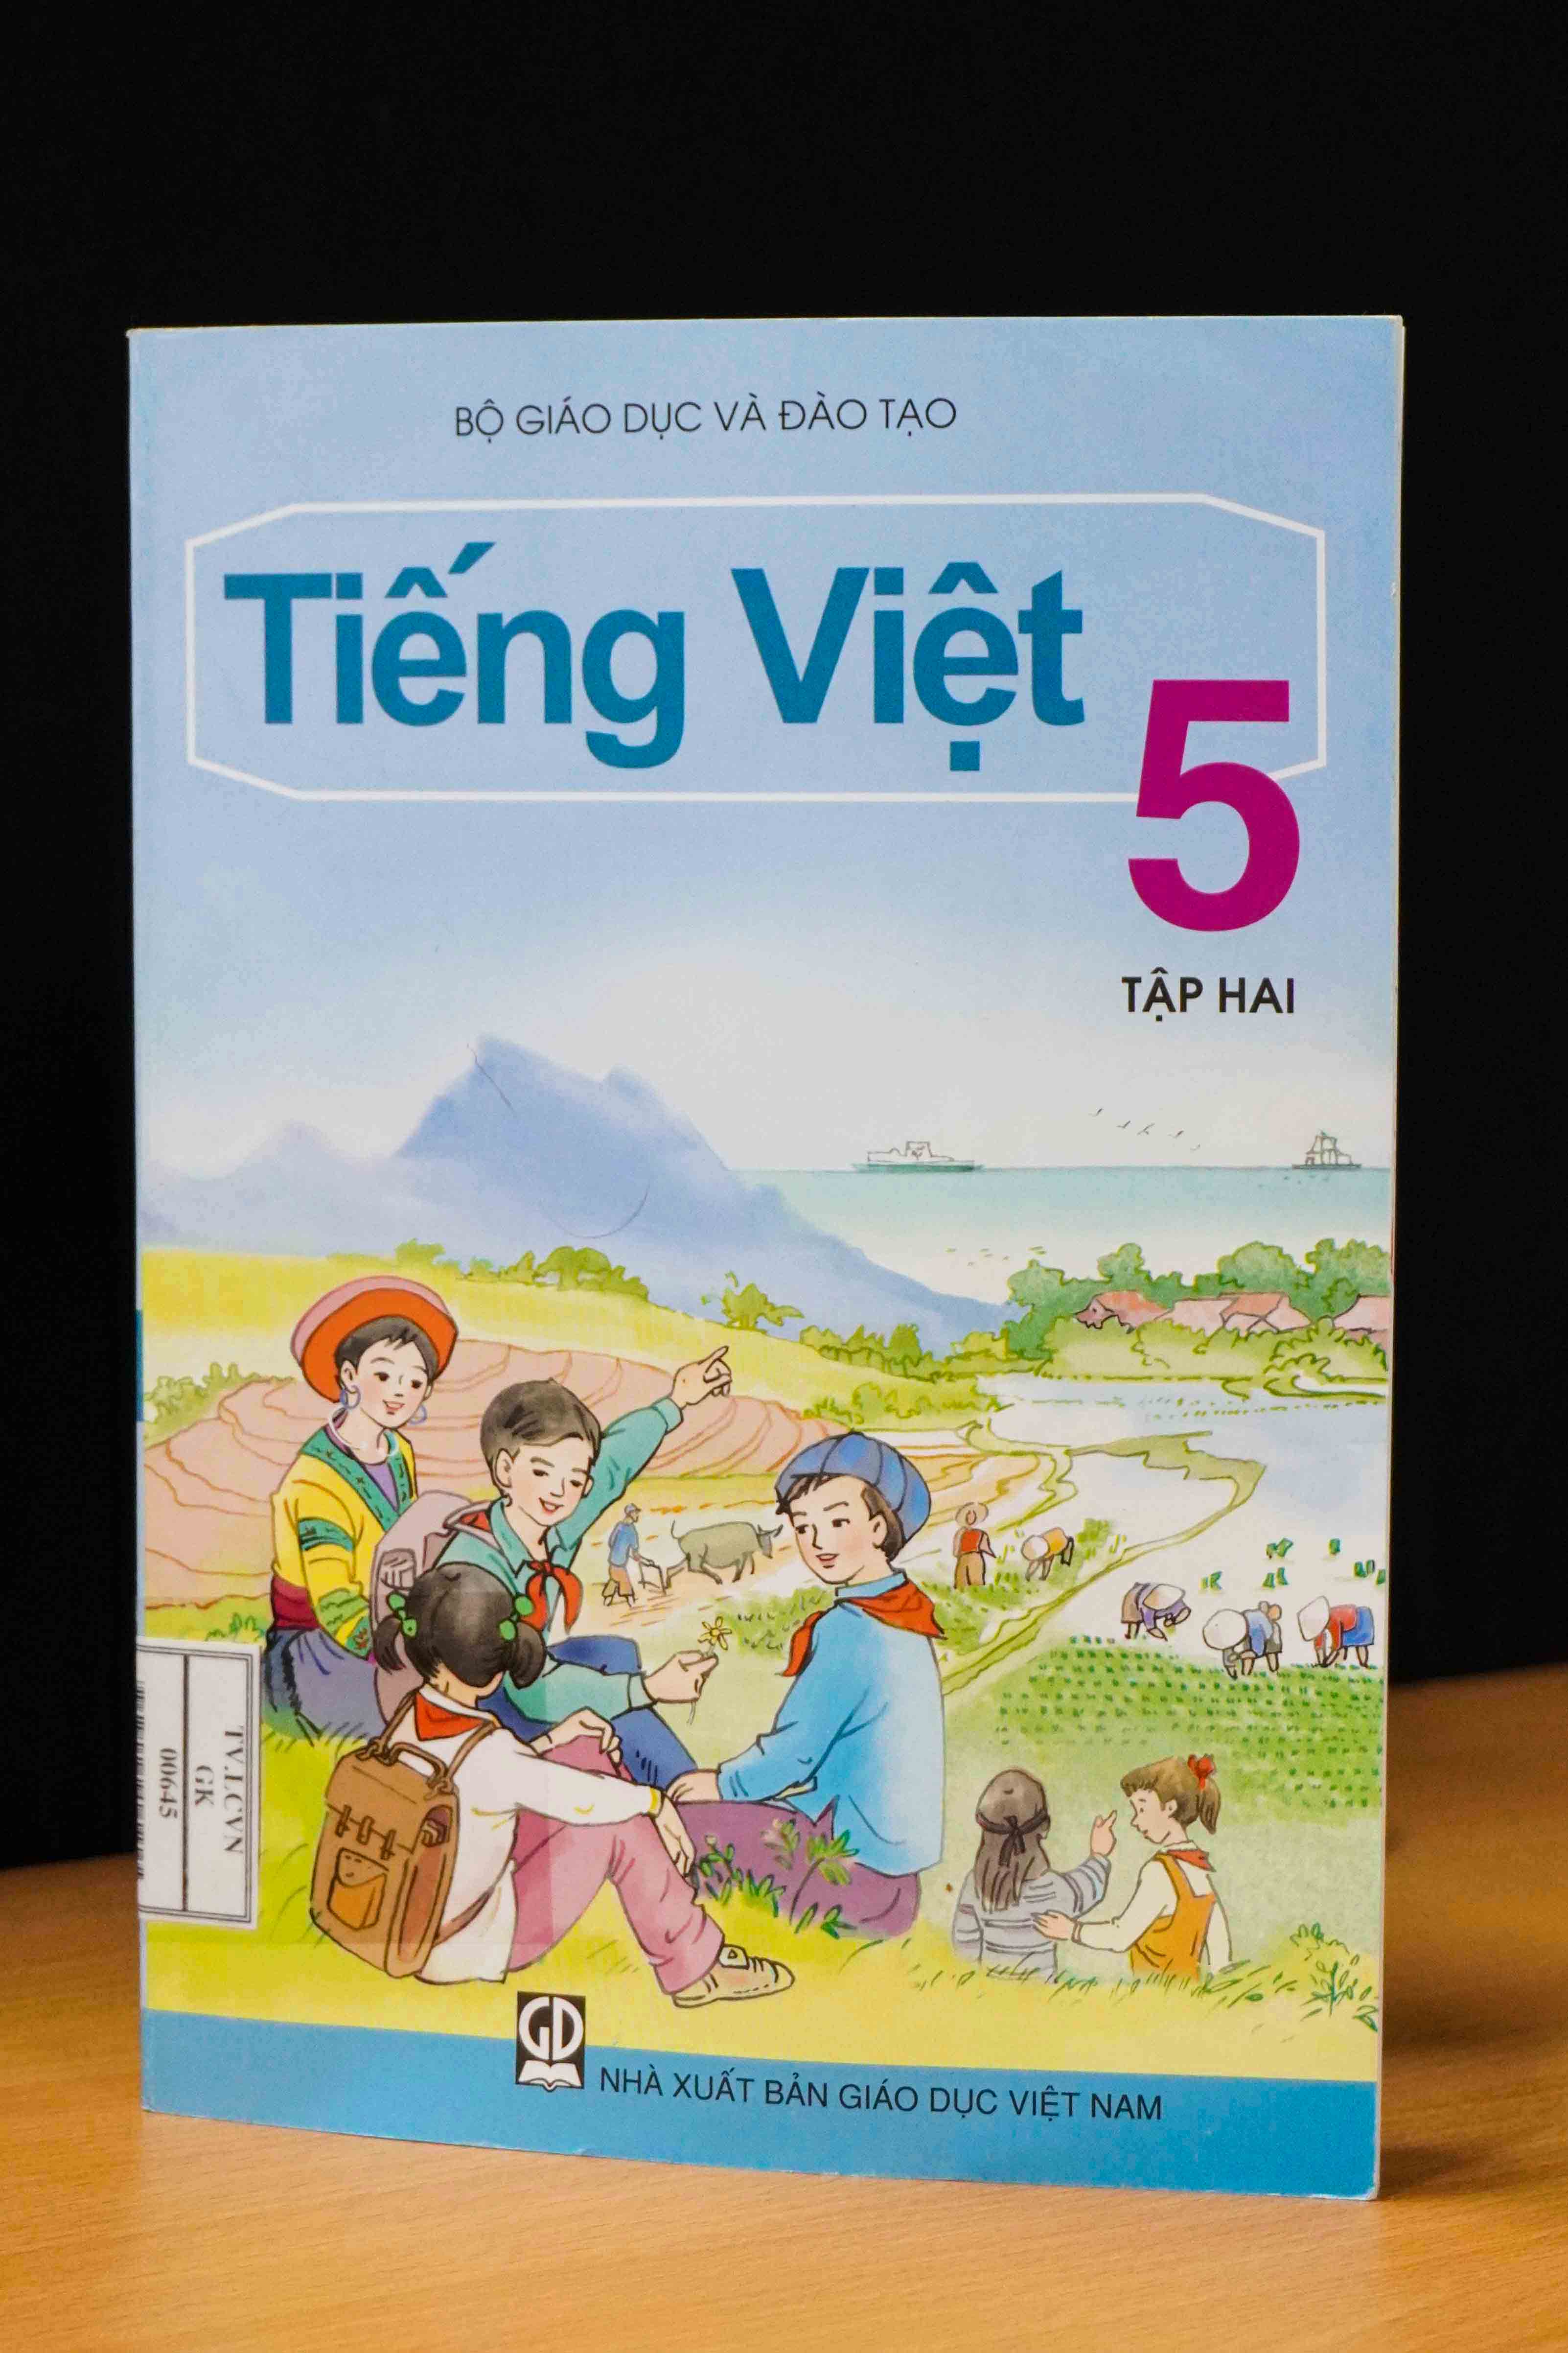 BỘ GIÁO DỤC VÀ ĐÀO TẠO
Tiếng Việt
5
TẬP HAI
TV.I.CVN
GK
00645
GD
NHÀ XUẤT BẢN GIÁO DỤC VIỆT NAM